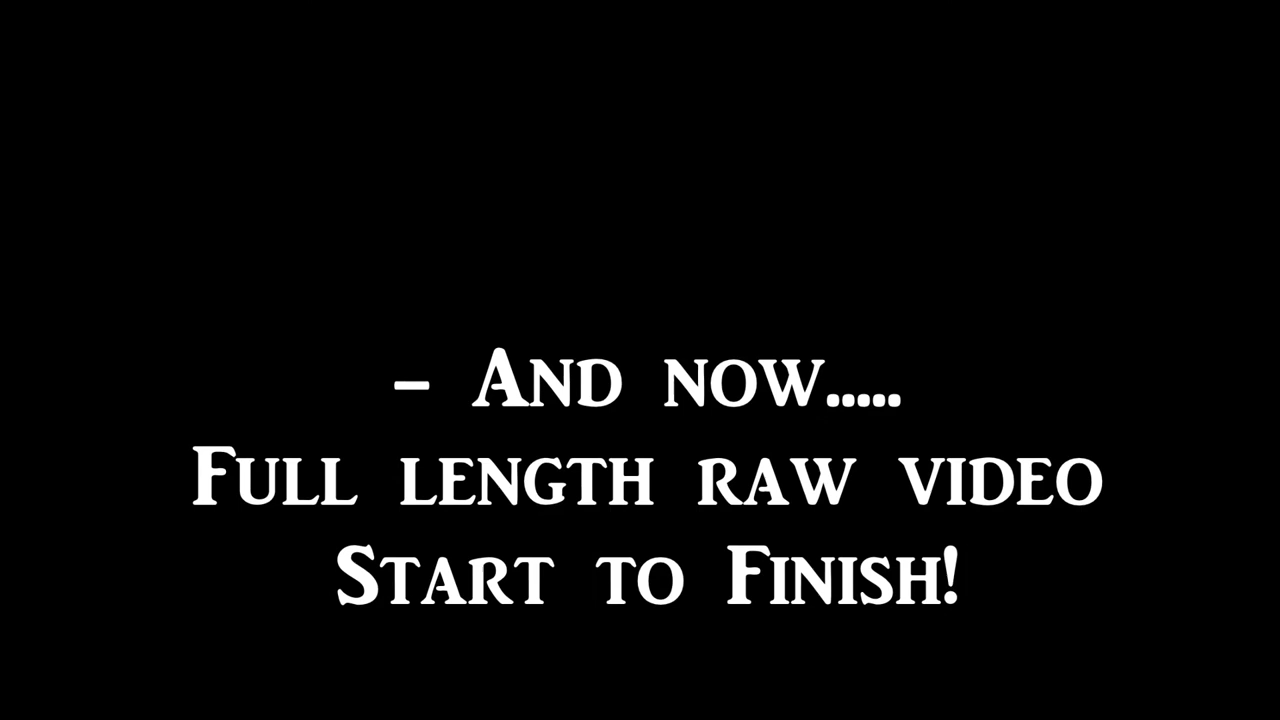 - And now.....
Full length raw video
Start to Finish!